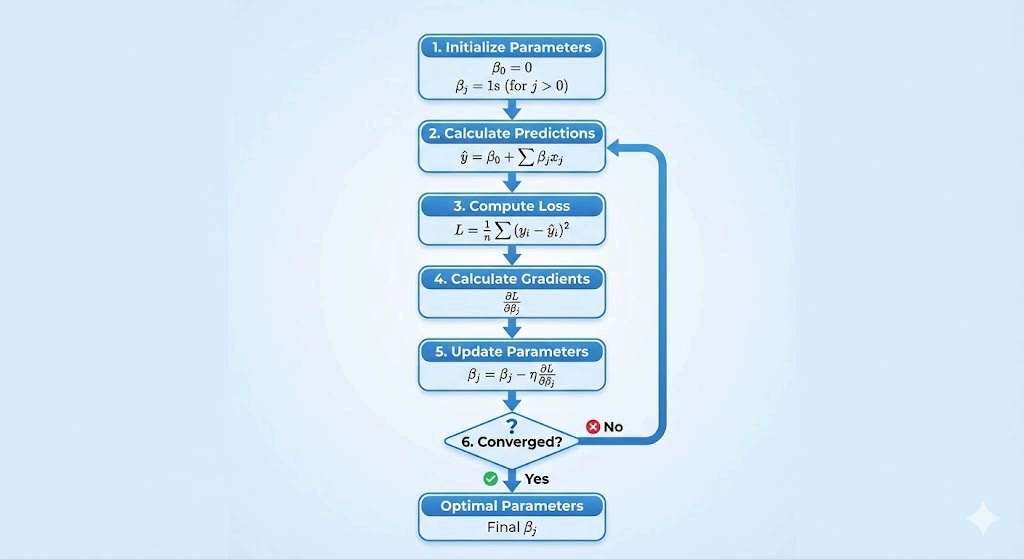 1. Initialize Parameters
β₀ = 0
βⱼ = 1s (for j > 0)
2. Calculate Predictions
ŷ = β₀ + ∑ βⱼxⱼ
3. Compute Loss
L = 1/n ∑ (yᵢ − ŷᵢ)²
4. Calculate Gradients
∂L/∂βⱼ
5. Update Parameters
βⱼ = βⱼ − η ∂L/∂βⱼ
?
6. Converged?
No
Yes
Optimal Parameters
Final βⱼ